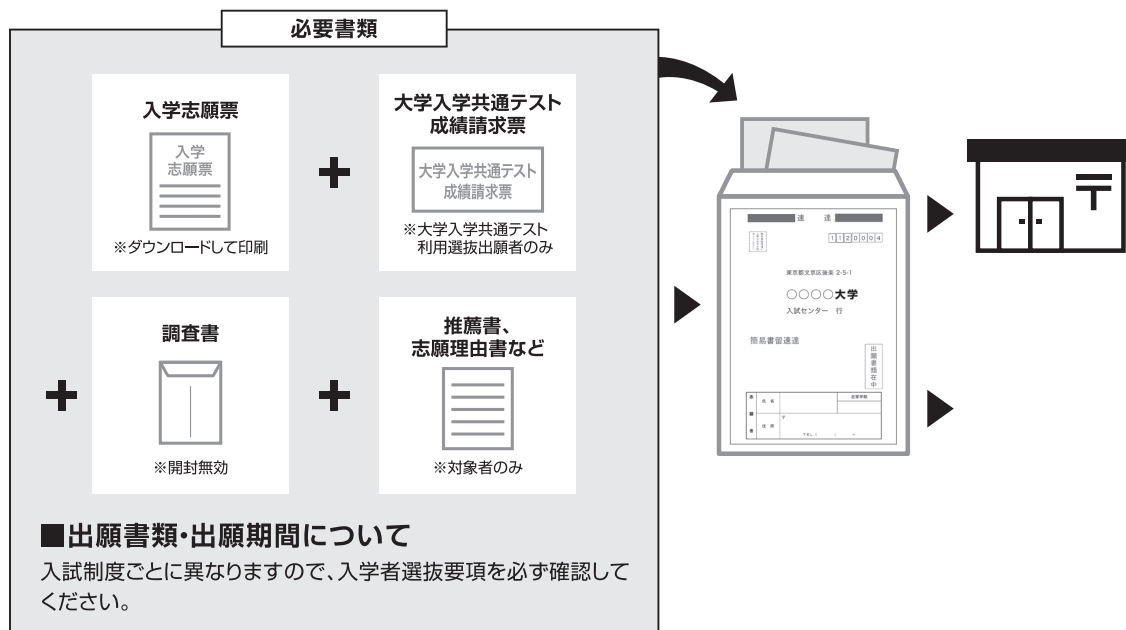 必要書類
入学志願票
入学
志願票
※ダウンロードして印刷
大学入学共通テスト
成績請求票
大学入学共通テスト
成績請求票
※大学入学共通テスト
利用選抜出願者のみ
調査書
※開封無効
推薦書、
志願理由書など
※対象者のみ
■出願書類・出願期間について
入試制度ごとに異なりますので、入学者選抜要項を必ず確認して
ください。
速 達
1120004
東京都文京区後楽 2-5-1
○○○○大学
入試センター 行
簡易書留速達
出願書類在中
志願者
氏 名
志望学部
住 所
〒
TEL ( ) −
〒